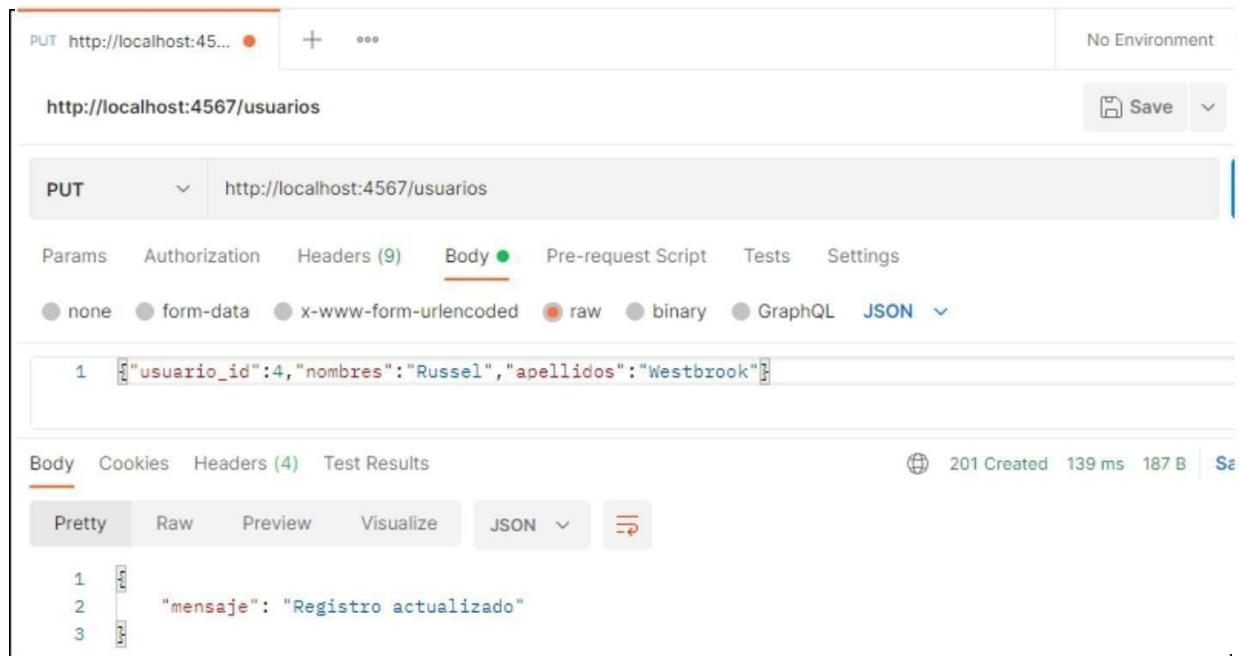 PUT http://localhost:45... + ooo No Environment
http://localhost:4567/usuarios Save
PUT http://localhost:4567/usuarios
Params Authorization Headers (9) Body Pre-request Script Tests Settings
none form-data x-www-form-urlencoded raw binary GraphQL JSON
1 {"usuario_id":4,"nombres":"Russel","apellidos":"Westbrook"}
Body Cookies Headers (4) Test Results 201 Created 139 ms 187 B Sa
Pretty Raw Preview Visualize JSON
1 {
2 "mensaje": "Registro actualizado"
3 }